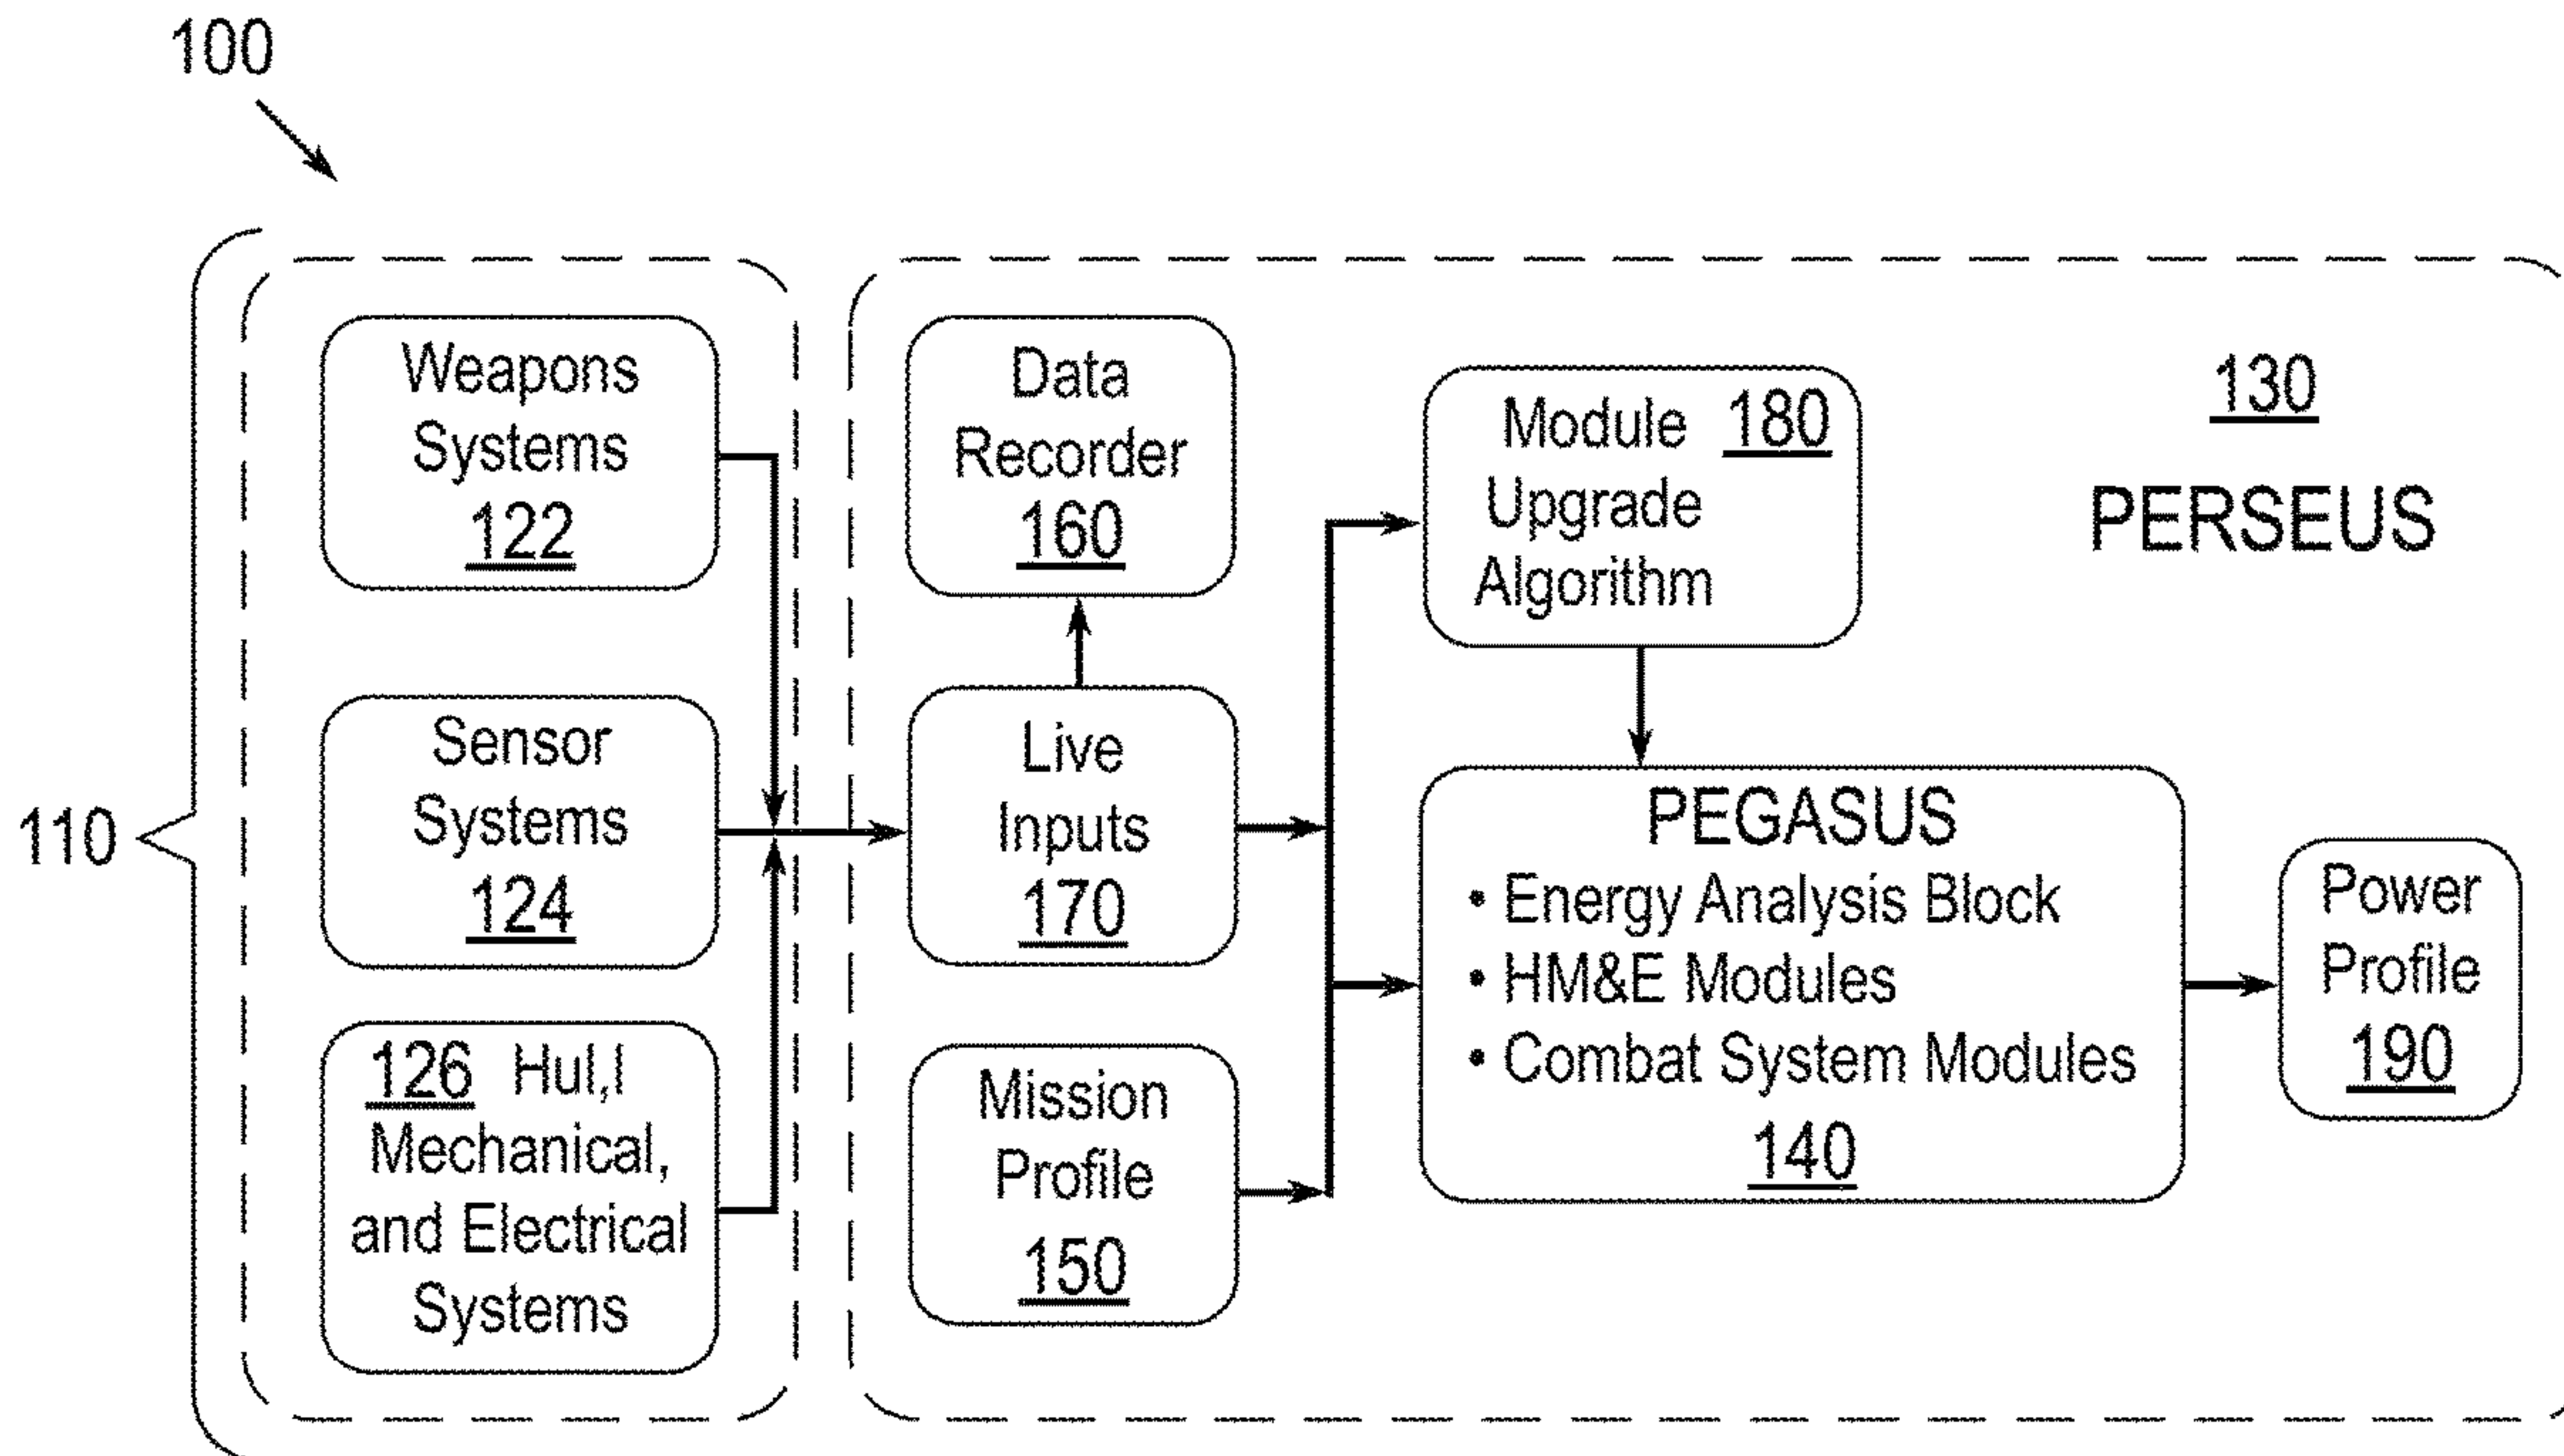 100
110
Weapons
Systems
122
Sensor
Systems
124
126 Hul,l
Mechanical,
and Electrical
Systems
Data
Recorder
160
Live
Inputs
170
Mission
Profile
150
Module 180
Upgrade
Algorithm
130
PERSEUS
PEGASUS
• Energy Analysis Block
• HM&E Modules
• Combat System Modules
140
Power
Profile
190